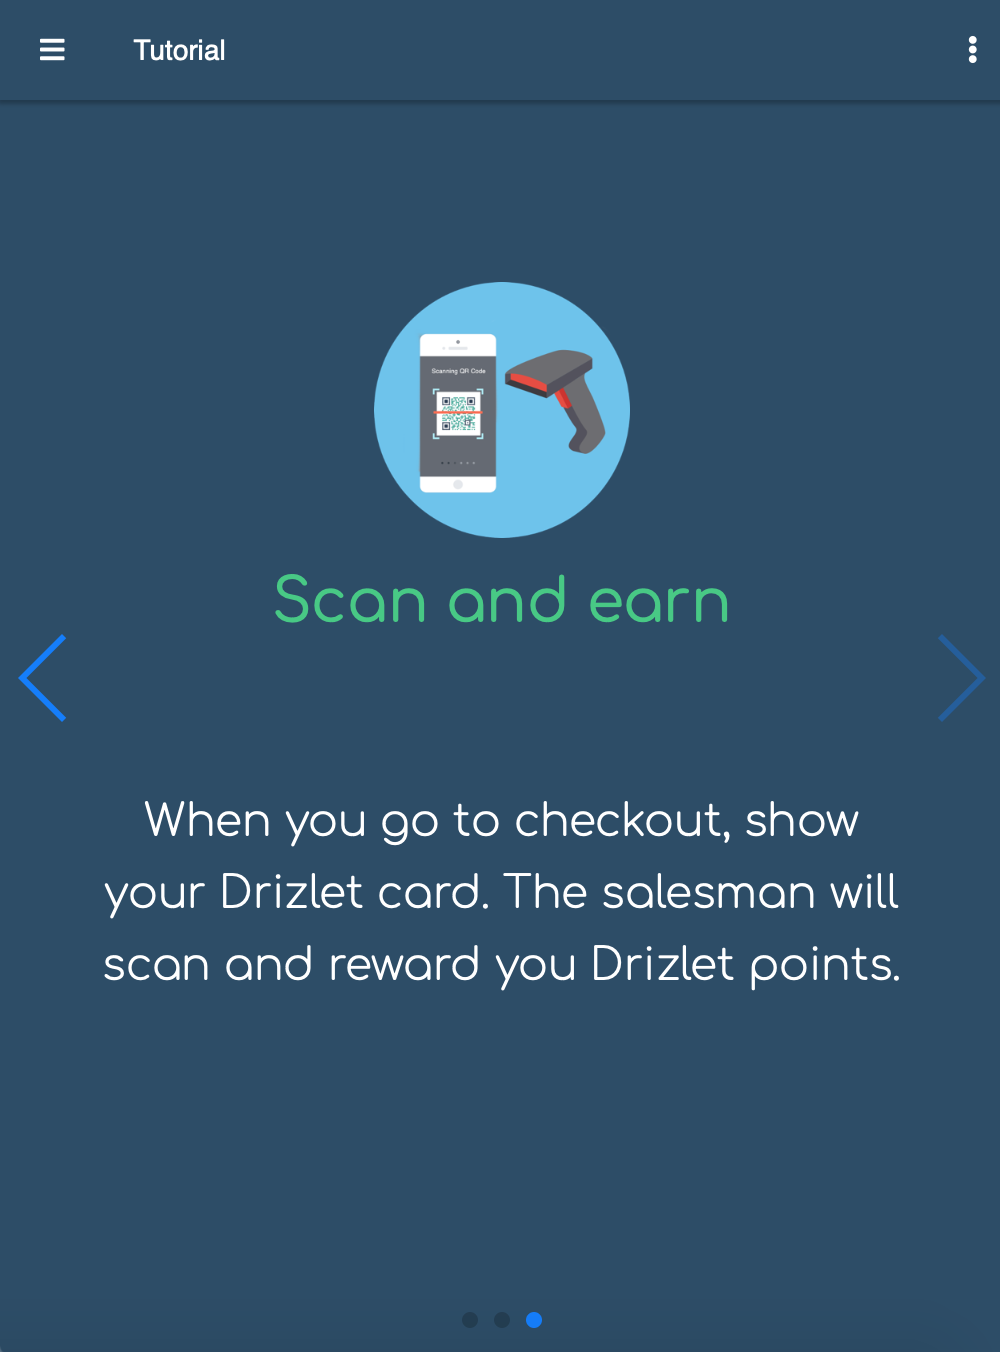 Tutorial
Scanning QR Code
Scan and earn
When you go to checkout, show
your Drizlet card. The salesman will
scan and reward you Drizlet points.